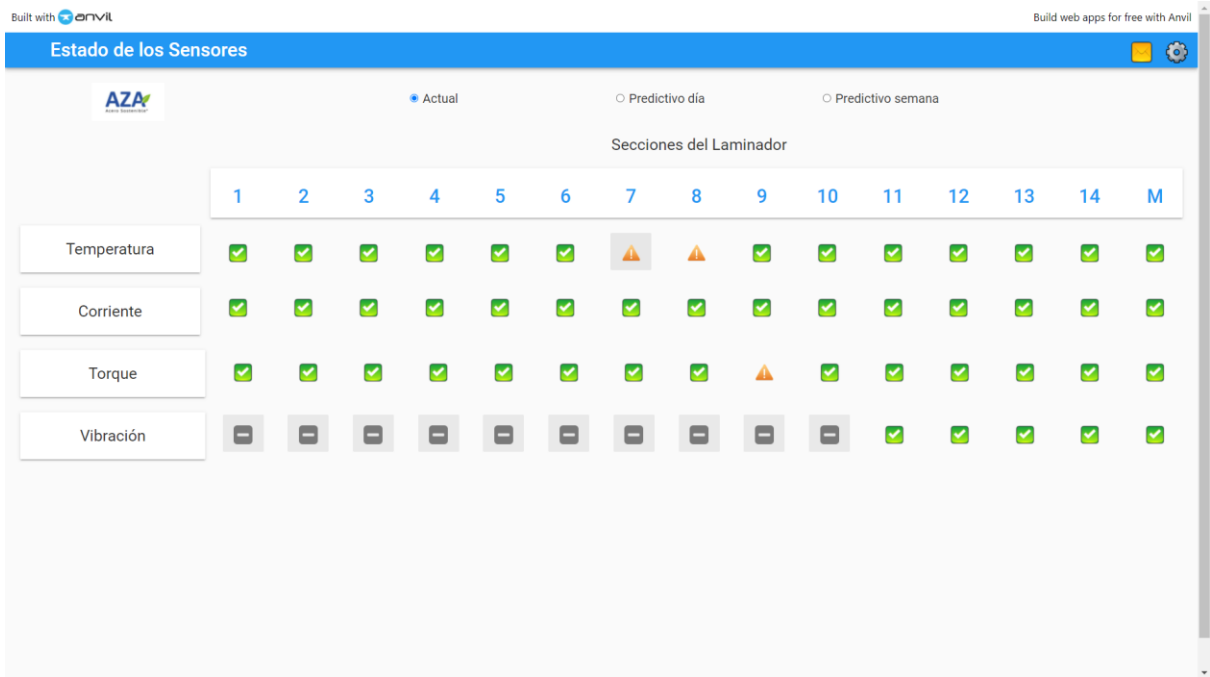 Built with anvil Build web apps for free with Anvil
Estado de los Sensores
AZA
Actual Predictivo día Predictivo semana
Secciones del Laminador
1 2 3 4 5 6 7 8 9 10 11 12 13 14 M
Temperatura
Corriente
Torque
Vibración